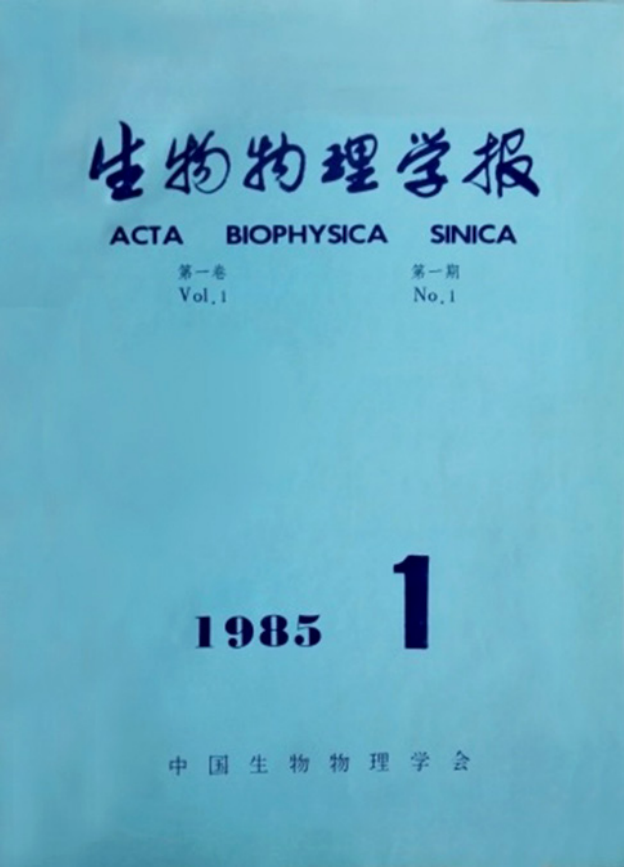 生物物理学报
ACTA BIOPHYSICA SINICA
第一卷 第一期
Vol.1 No.1
1985 1
中国生物物理学会